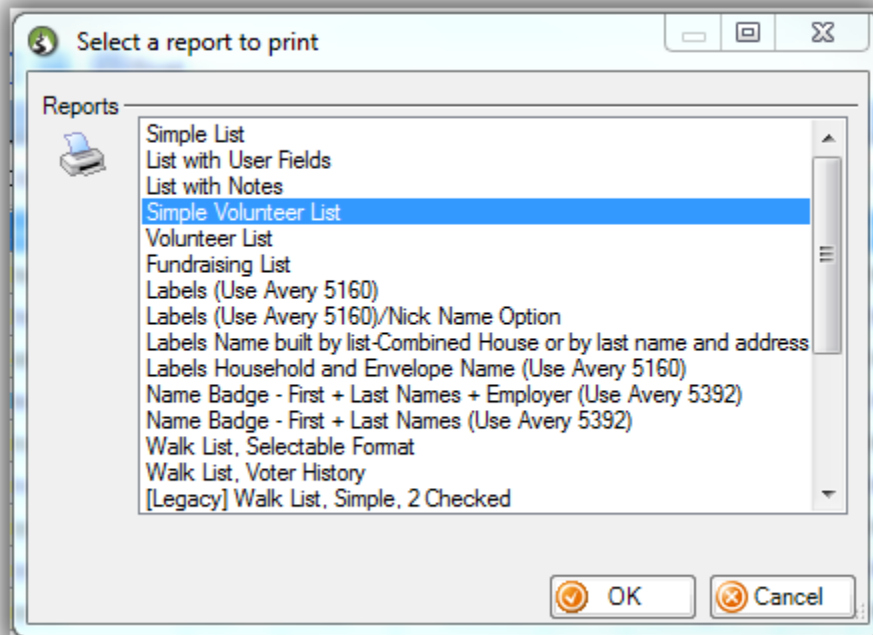 Select a report to print
Reports
Simple List
List with User Fields
List with Notes
Simple Volunteer List
Volunteer List
Fundraising List
Labels (Use Avery 5160)
Labels (Use Avery 5160)/Nick Name Option
Labels Name built by list-Combined House or by last name and address
Labels Household and Envelope Name (Use Avery 5160)
Name Badge - First + Last Names + Employer (Use Avery 5392)
Name Badge - First + Last Names (Use Avery 5392)
Walk List, Selectable Format
Walk List, Voter History
[Legacy] Walk List, Simple, 2 Checked
OK Cancel